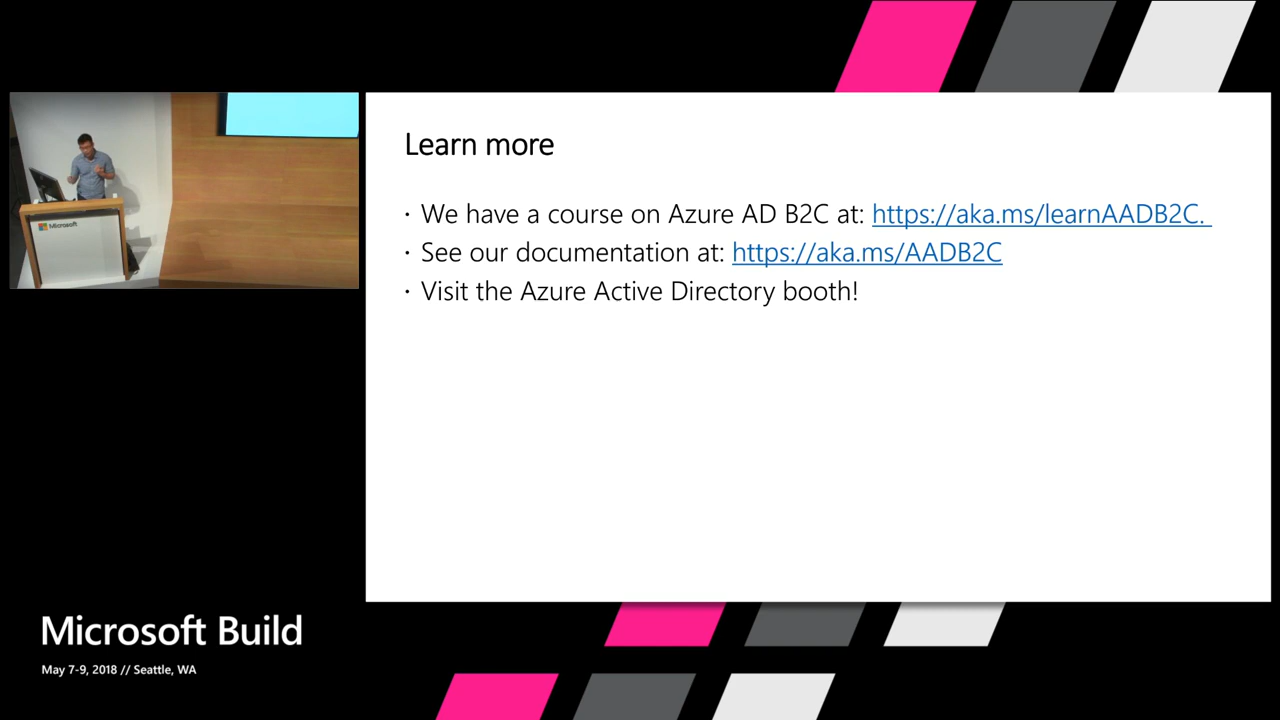 Learn more
· We have a course on Azure AD B2C at: https://aka.ms/learnAADB2C.
· See our documentation at: https://aka.ms/AADB2C
· Visit the Azure Active Directory booth!
Microsoft
Microsoft Build
May 7-9, 2018 // Seattle, WA